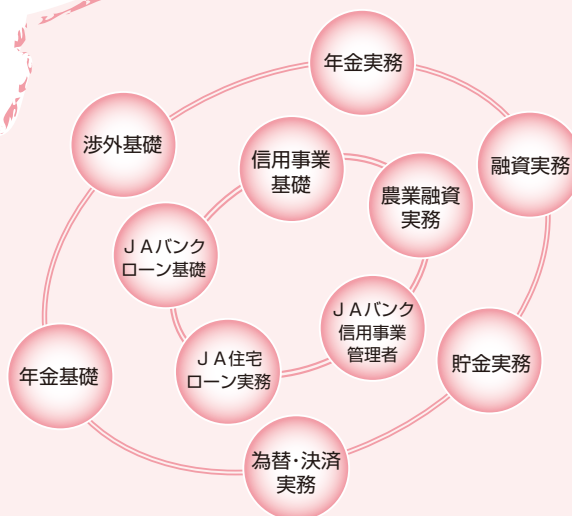 年金実務
渉外基礎
融資実務
信用事業
基礎
農業融資
実務
ＪＡバンク
ローン基礎
ＪＡバンク
信用事業
管理者
ＪＡ住宅
ローン実務
年金基礎
貯金実務
為替・決済
実務